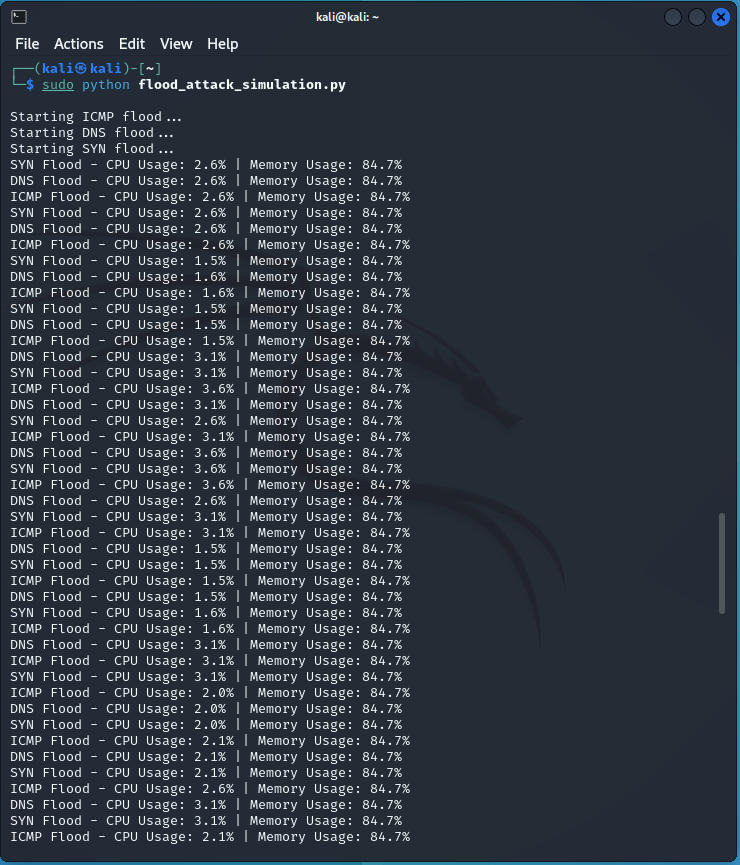 kali@kali: ~
File Actions Edit View Help
┌──(kali㉿kali)-[~]
└─$ sudo python flood_attack_simulation.py
Starting ICMP flood...
Starting DNS flood...
Starting SYN flood...
SYN Flood - CPU Usage: 2.6% | Memory Usage: 84.7%
DNS Flood - CPU Usage: 2.6% | Memory Usage: 84.7%
ICMP Flood - CPU Usage: 2.6% | Memory Usage: 84.7%
SYN Flood - CPU Usage: 2.6% | Memory Usage: 84.7%
DNS Flood - CPU Usage: 2.6% | Memory Usage: 84.7%
ICMP Flood - CPU Usage: 2.6% | Memory Usage: 84.7%
SYN Flood - CPU Usage: 1.5% | Memory Usage: 84.7%
DNS Flood - CPU Usage: 1.6% | Memory Usage: 84.7%
ICMP Flood - CPU Usage: 1.6% | Memory Usage: 84.7%
SYN Flood - CPU Usage: 1.5% | Memory Usage: 84.7%
DNS Flood - CPU Usage: 1.5% | Memory Usage: 84.7%
ICMP Flood - CPU Usage: 1.5% | Memory Usage: 84.7%
DNS Flood - CPU Usage: 3.1% | Memory Usage: 84.7%
SYN Flood - CPU Usage: 3.1% | Memory Usage: 84.7%
ICMP Flood - CPU Usage: 3.6% | Memory Usage: 84.7%
DNS Flood - CPU Usage: 3.1% | Memory Usage: 84.7%
SYN Flood - CPU Usage: 2.6% | Memory Usage: 84.7%
ICMP Flood - CPU Usage: 3.1% | Memory Usage: 84.7%
DNS Flood - CPU Usage: 3.6% | Memory Usage: 84.7%
SYN Flood - CPU Usage: 3.6% | Memory Usage: 84.7%
ICMP Flood - CPU Usage: 3.6% | Memory Usage: 84.7%
DNS Flood - CPU Usage: 2.6% | Memory Usage: 84.7%
SYN Flood - CPU Usage: 3.1% | Memory Usage: 84.7%
ICMP Flood - CPU Usage: 3.1% | Memory Usage: 84.7%
DNS Flood - CPU Usage: 1.5% | Memory Usage: 84.7%
SYN Flood - CPU Usage: 1.5% | Memory Usage: 84.7%
ICMP Flood - CPU Usage: 1.5% | Memory Usage: 84.7%
DNS Flood - CPU Usage: 1.5% | Memory Usage: 84.7%
SYN Flood - CPU Usage: 1.6% | Memory Usage: 84.7%
ICMP Flood - CPU Usage: 1.6% | Memory Usage: 84.7%
DNS Flood - CPU Usage: 3.1% | Memory Usage: 84.7%
ICMP Flood - CPU Usage: 3.1% | Memory Usage: 84.7%
SYN Flood - CPU Usage: 3.1% | Memory Usage: 84.7%
ICMP Flood - CPU Usage: 2.0% | Memory Usage: 84.7%
DNS Flood - CPU Usage: 2.0% | Memory Usage: 84.7%
SYN Flood - CPU Usage: 2.0% | Memory Usage: 84.7%
ICMP Flood - CPU Usage: 2.1% | Memory Usage: 84.7%
DNS Flood - CPU Usage: 2.1% | Memory Usage: 84.7%
SYN Flood - CPU Usage: 2.1% | Memory Usage: 84.7%
ICMP Flood - CPU Usage: 2.6% | Memory Usage: 84.7%
DNS Flood - CPU Usage: 3.1% | Memory Usage: 84.7%
SYN Flood - CPU Usage: 3.1% | Memory Usage: 84.7%
ICMP Flood - CPU Usage: 2.1% | Memory Usage: 84.7%